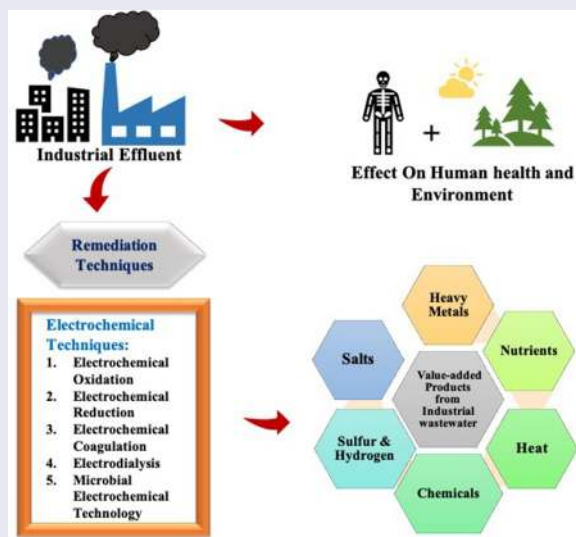 Industrial Effluent
Effect On Human health and
Environment
Remediation
Techniques
Electrochemical
Techniques:
1. Electrochemical
Oxidation
2. Electrochemical
Reduction
3. Electrochemical
Coagulation
4. Electrodialysis
5. Microbial
Electrochemical
Technology
Heavy
Metals
Salts
Nutrients
Value-added
Products
from
Industrial
wastewater
Sulfur &
Hydrogen
Heat
Chemicals